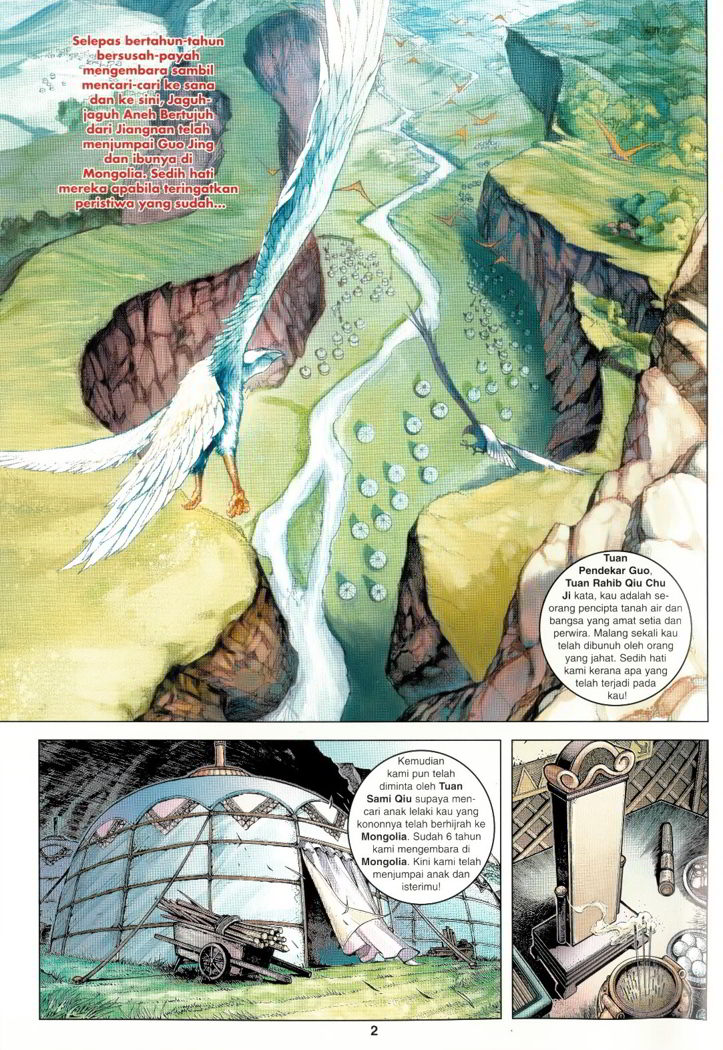 Selepas bertahun-tahun
bersusah-payah
mengembara sambil
mencari-cari ke sana
dan ke sini, Jaguh-
jaguh Aneh Bertujuh
dari Jiangnan telah
menjumpai Guo Jing
dan ibunya di
Mongolia. Sedih hati
mereka apabila teringatkan
peristiwa yang sudah...
Tuan
Pendekar Guo,
Tuan Rahib Qiu Chu
Ji kata, kau adalah se-
orang pencipta tanah air dan
bangsa yang amat setia dan
perwira. Malang sekali kau
telah dibunuh oleh orang
yang jahat. Sedih hati
kami kerana apa yang
telah terjadi pada
kau!
Kemudian
kami pun telah
diminta oleh Tuan
Sami Qiu supaya men-
cari anak lelaki kau yang
kononnya telah berhijrah ke
Mongolia. Sudah 6 tahun
kami mengembara di
Mongolia. Kini kami telah
menjumpai anak dan
isterimu!
2